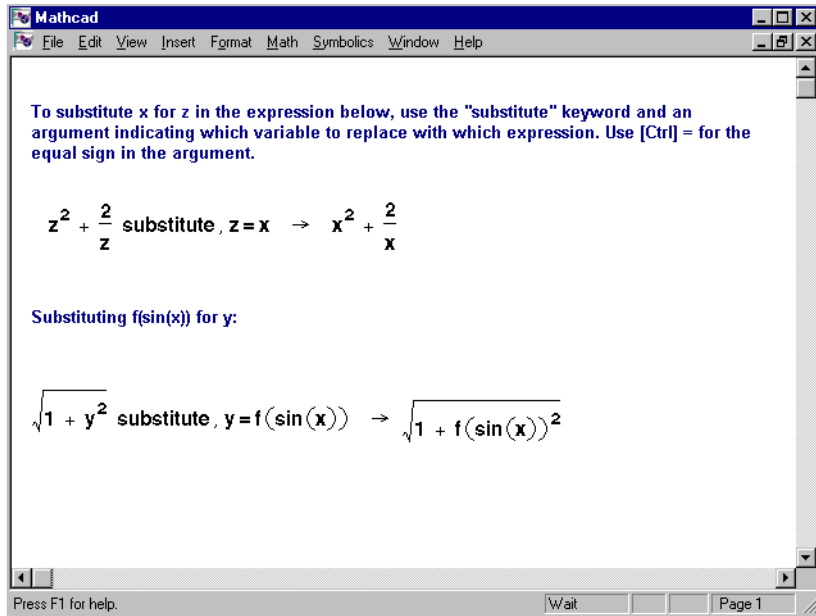 Mathcad
File Edit View Insert Format Math Symbolics Window Help
To substitute x for z in the expression below, use the "substitute" keyword and an
argument indicating which variable to replace with which expression. Use [Ctrl] = for the
equal sign in the argument.
z² + 2/z substitute, z=x → x² + 2/x
Substituting f(sin(x)) for y:
√(1 + y²) substitute, y=f(sin(x)) → √(1 + f(sin(x))²)
Press F1 for help. Wait Page 1